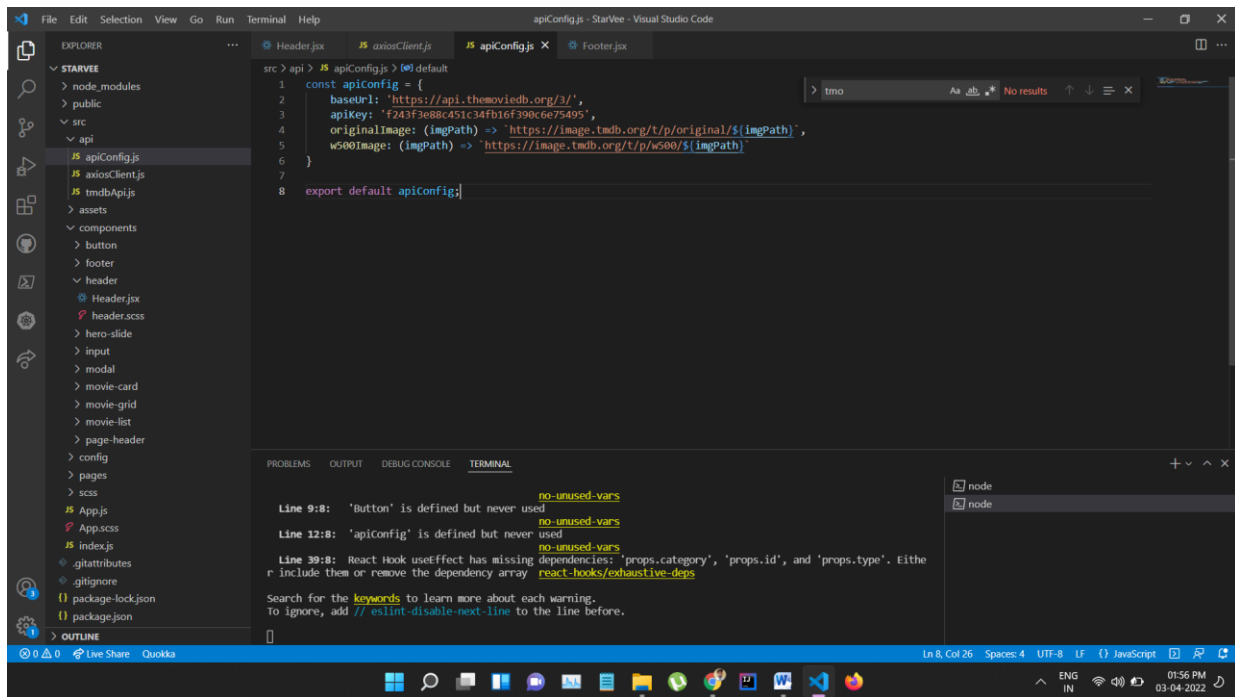 File Edit Selection View Go Run Terminal Help
apiConfig.js - StarVee - Visual Studio Code
EXPLORER
STARVEE
node_modules
public
src
api
apiConfig.js
axiosClient.js
tmdbApi.js
assets
components
button
footer
header
Header.jsx
header.scss
hero-slide
input
modal
movie-card
movie-grid
movie-list
page-header
config
pages
scss
App.js
App.scss
index.js
.gitattributes
.gitignore
package-lock.json
package.json
OUTLINE
Header.jsx JS axiosClient.js JS apiConfig.js Footer.jsx
src > api > JS apiConfig.js > default
tmo Aa ab .* No results
1 const apiConfig = {
2 baseUrl: 'https://api.themoviedb.org/3/',
3 apiKey: 'f243f3e88c451c34fb16f390c6e75495',
4 originalImage: (imgPath) => `https://image.tmdb.org/t/p/original/${imgPath}`,
5 w500Image: (imgPath) => `https://image.tmdb.org/t/p/w500/${imgPath}`
6 }
7
8 export default apiConfig;
PROBLEMS OUTPUT DEBUG CONSOLE TERMINAL
no-unused-vars
Line 9:8: 'Button' is defined but never used
no-unused-vars
Line 12:8: 'apiConfig' is defined but never used
no-unused-vars
Line 39:8: React Hook useEffect has missing dependencies: 'props.category', 'props.id', and 'props.type'. Eithe
r include them or remove the dependency array react-hooks/exhaustive-deps
Search for the keywords to learn more about each warning.
To ignore, add // eslint-disable-next-line to the line before.
node
node
3
1
0 0 Live Share Quokka
Ln 8, Col 26 Spaces: 4 UTF-8 LF {} JavaScript
ENG
IN
01:56 PM
03-04-2022